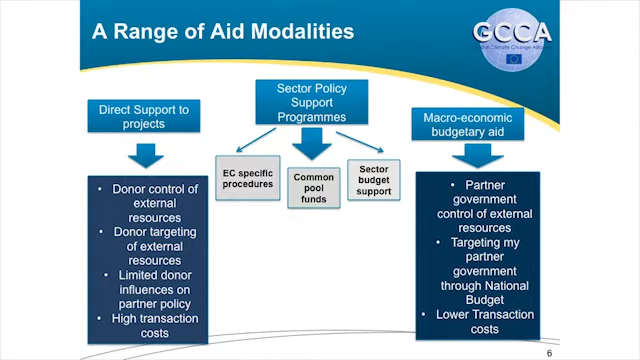 A Range of Aid Modalities
GCCA
Global Climate Change Alliance
Direct Support to
projects
Sector Policy
Support
Programmes
Macro-economic
budgetary aid
EC specific
procedures
Common
pool
funds
Sector
budget
support
• Donor control of
external
resources
• Donor targeting
of external
resources
• Limited donor
influences on
partner policy
• High transaction
costs
• Partner
government
control of external
resources
• Targeting my
partner
government
through National
Budget
• Lower Transaction
costs
6